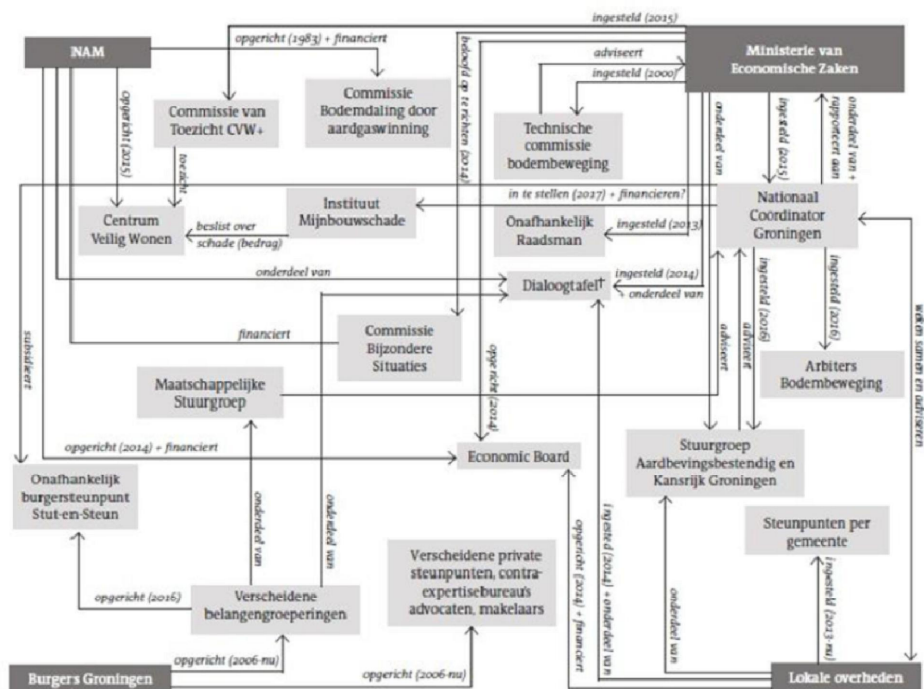 ingesteld (2015)
NAM
opgericht (1983) + financiert
Ministerie van
Economische Zaken
adviseert
ingesteld (2000)
Commissie van
Toezicht CVW+
Commissie
Bodemdaling door
aardgaswinning
beloofd op te richten (2014)
Technische
commissie
bodembeweging
onderdeel van
ingesteld (2015)
onderdeel van +
rapporteert aan
opgericht (2015)
toezicht
Centrum
Veilig Wonen
beslist over
schade (bedrag)
Instituut
Mijnbouwschade
in te stellen (2017) + financieren?
Onafhankelijk
Raadsman
ingesteld (2013)
Nationaal
Coördinator
Groningen
onderdeel van
Dialoogtafel†
ingesteld (2014)
+ onderdeel van
ingesteld (2016)
ingesteld (2016)
subsidieert
financiert
Commissie
Bijzondere
Situaties
opgericht (2014)
adviseert
adviseert
Arbiters
Bodembeweging
werken samen en adviseren
Maatschappelijke
Stuurgroep
opgericht (2014) + financiert
Economic Board
Stuurgroep
Aardbevingsbestendig en
Kansrijk Groningen
Onafhankelijk
burgersteunpunt
Stut-en-Steun
onderdeel van
onderdeel van
Verscheidene private
steunpunten, contra-
expertisebureau's
advocaten, makelaars
opgericht (2014) + financiert
ingesteld (2014) + onderdeel van
onderdeel van
Steunpunten per
gemeente
ingesteld (2013-nu)
opgericht (2016)
Verscheidene
belangengroeperingen
opgericht (2006-nu)
Burgers Groningen
opgericht (2006-nu)
Lokale overheden